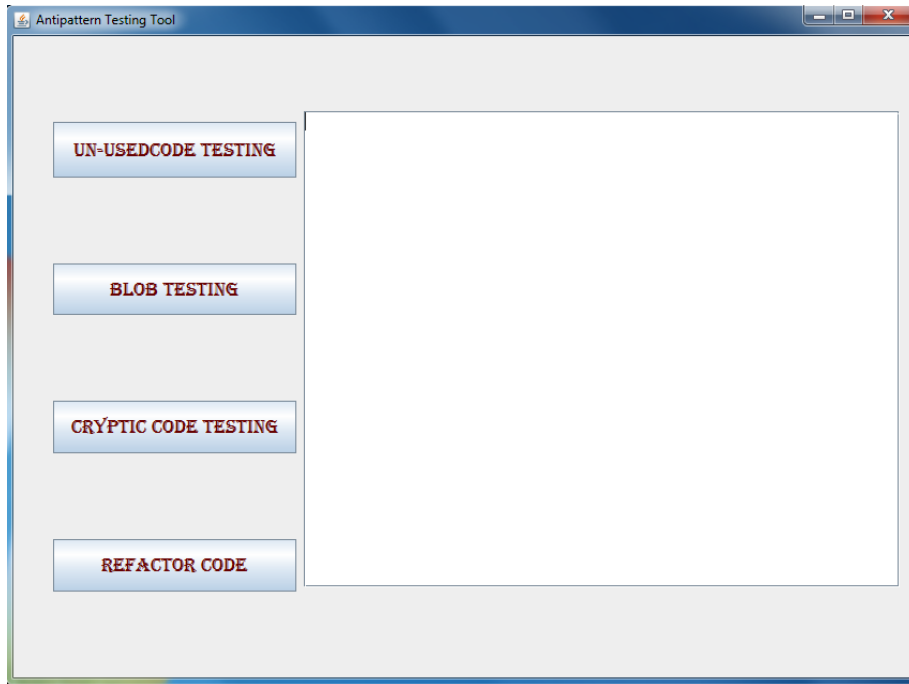 Antipattern Testing Tool
UN-USEDCODE TESTING
BLOB TESTING
CRYPTIC CODE TESTING
REFACTOR CODE